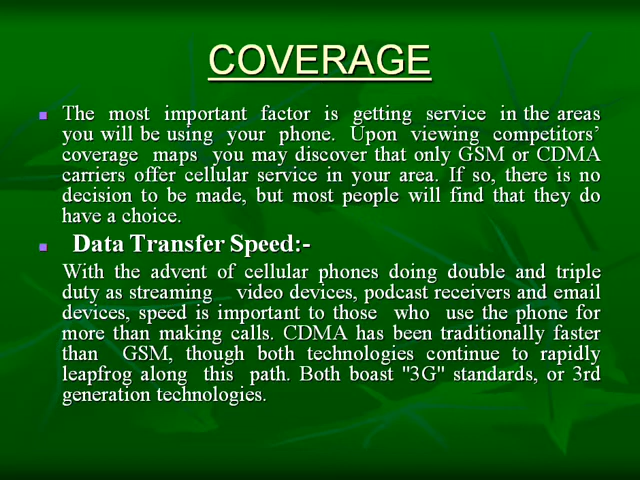 COVERAGE
The most important factor is getting service in the areas
you will be using your phone. Upon viewing competitors’
coverage maps you may discover that only GSM or CDMA
carriers offer cellular service in your area. If so, there is no
decision to be made, but most people will find that they do
have a choice.
Data Transfer Speed:-
With the advent of cellular phones doing double and triple
duty as streaming video devices, podcast receivers and email
devices, speed is important to those who use the phone for
more than making calls. CDMA has been traditionally faster
than GSM, though both technologies continue to rapidly
leapfrog along this path. Both boast "3G" standards, or 3rd
generation technologies.